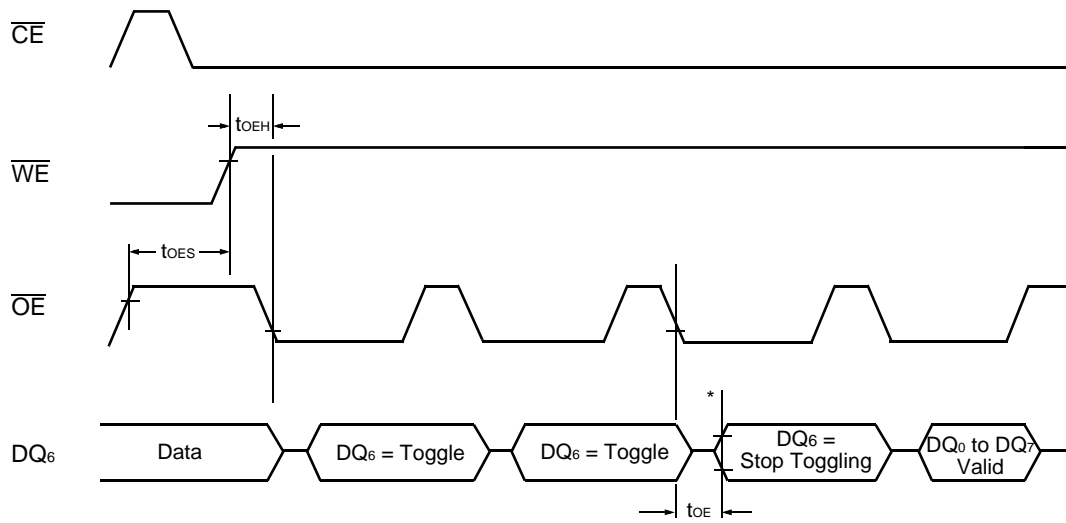 CE
tOEH
WE
tOES
OE
*
DQ6
Data
DQ6 = Toggle
DQ6 = Toggle
DQ6 =
Stop Toggling
DQ0 to DQ7
Valid
tOE